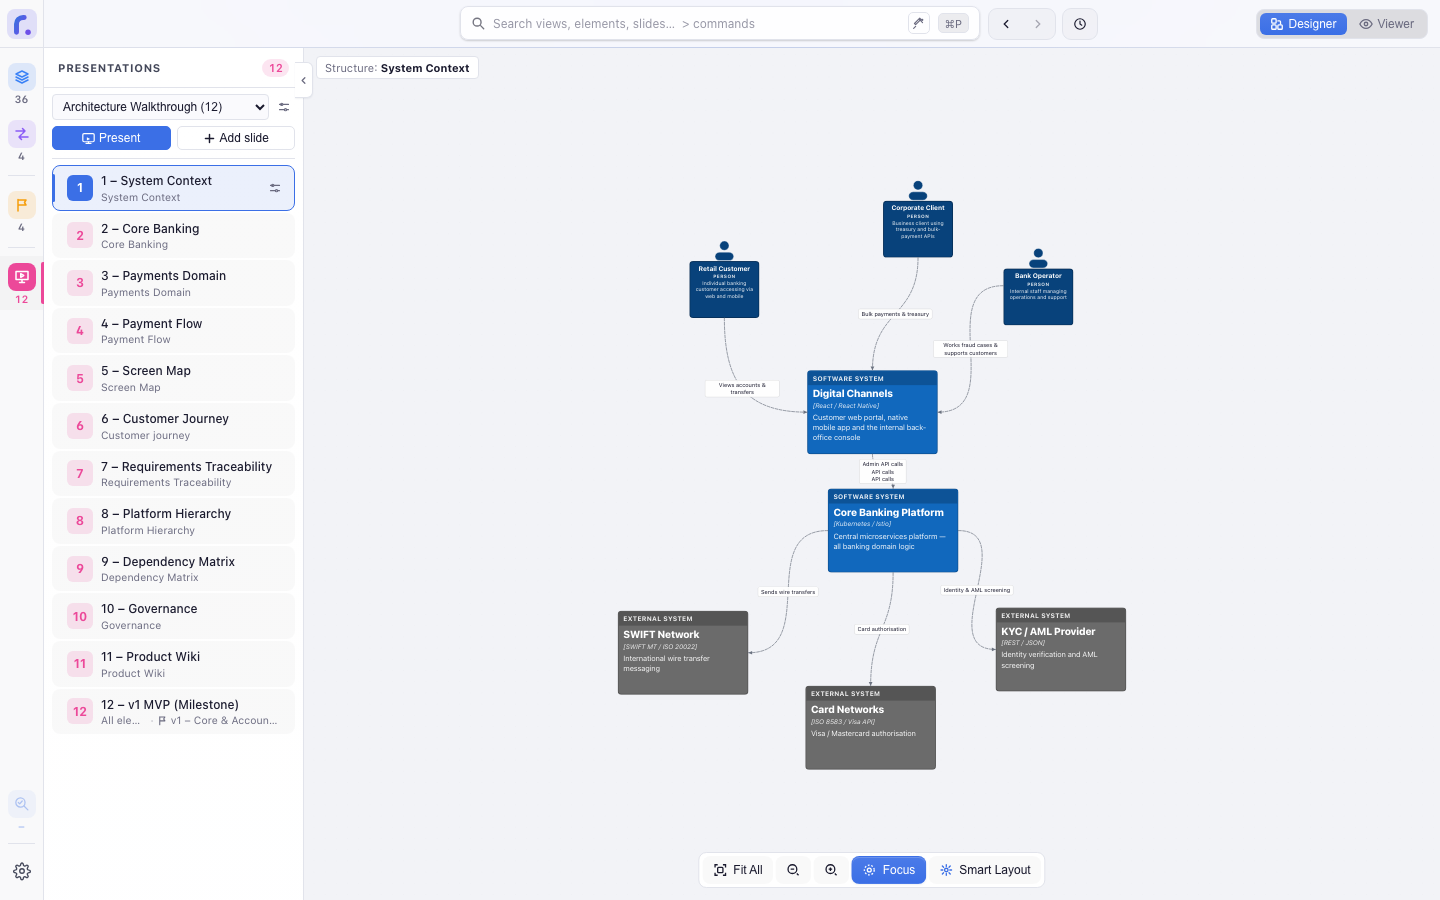 Search views, elements, slides... > commands
⌘P
Designer
Viewer
36
4
4
12
–
PRESENTATIONS
12
Architecture Walkthrough (12)
Present
Add slide
1
1 – System Context
System Context
2
2 – Core Banking
Core Banking
3
3 – Payments Domain
Payments Domain
4
4 – Payment Flow
Payment Flow
5
5 – Screen Map
Screen Map
6
6 – Customer Journey
Customer journey
7
7 – Requirements Traceability
Requirements Traceability
8
8 – Platform Hierarchy
Platform Hierarchy
9
9 – Dependency Matrix
Dependency Matrix
10
10 – Governance
Governance
11
11 – Product Wiki
Product Wiki
12
12 – v1 MVP (Milestone)
All ele... · v1 – Core & Accoun...
Structure: System Context
Corporate Client
PERSON
Business client using
treasury and bulk-
payment APIs
Retail Customer
PERSON
Individual banking
customer accessing via
web and mobile
Bank Operator
PERSON
Internal staff managing
operations and support
Bulk payments & treasury
Works fraud cases &
supports customers
Views accounts &
transfers
SOFTWARE SYSTEM
Digital Channels
[React / React Native]
Customer web portal, native
mobile app and the internal back-
office console
Admin API calls
API calls
API calls
SOFTWARE SYSTEM
Core Banking Platform
[Kubernetes / Istio]
Central microservices platform —
all banking domain logic
Sends wire transfers
Identity & AML screening
Card authorisation
EXTERNAL SYSTEM
SWIFT Network
[SWIFT MT / ISO 20022]
International wire transfer
messaging
EXTERNAL SYSTEM
KYC / AML Provider
[REST / JSON]
Identity verification and AML
screening
EXTERNAL SYSTEM
Card Networks
[ISO 8583 / Visa API]
Visa / Mastercard authorisation
Fit All
Focus
Smart Layout